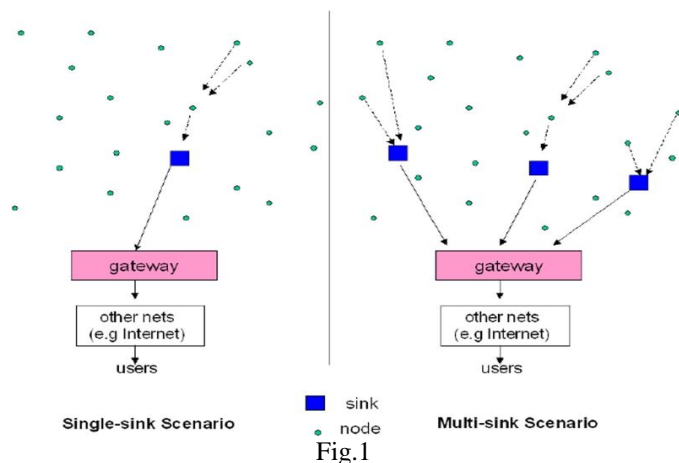 gateway
other nets
(e.g Internet)
users
Single-sink Scenario
gateway
other nets
(e.g Internet)
users
Multi-sink Scenario
sink
node
Fig.1